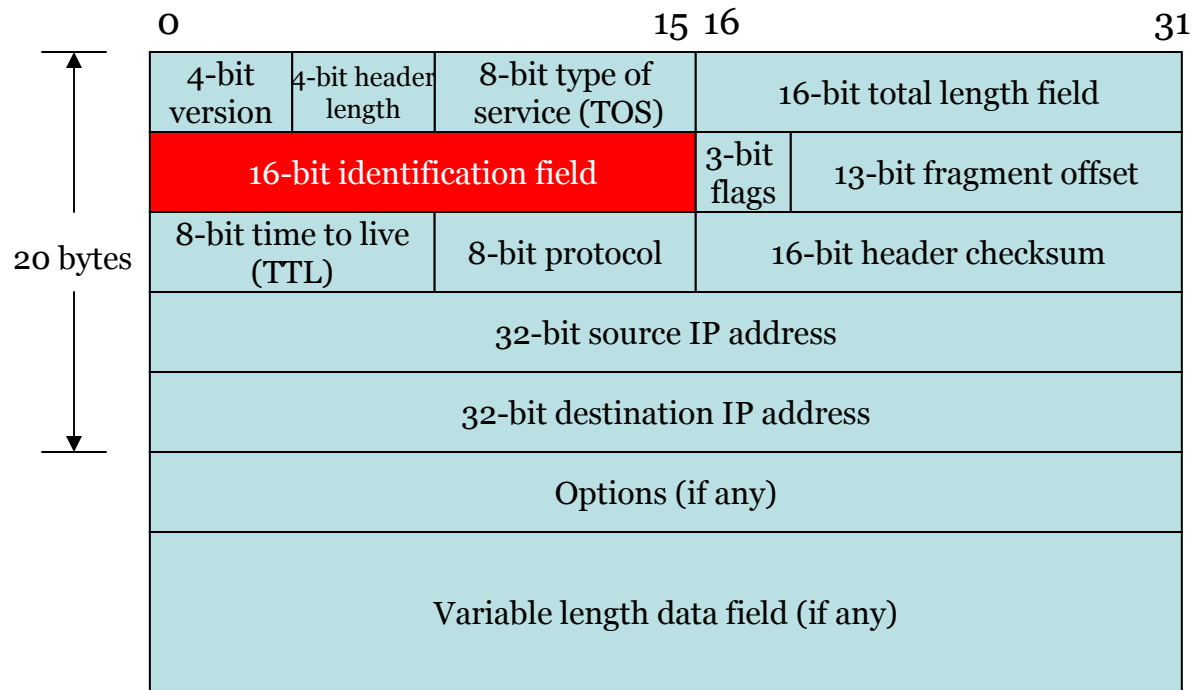 0
15
16
31
4-bit
version
4-bit header
length
8-bit type of
service (TOS)
16-bit total length field
16-bit identification field
3-bit
flags
13-bit fragment offset
20 bytes
8-bit time to live
(TTL)
8-bit protocol
16-bit header checksum
32-bit source IP address
32-bit destination IP address
Options (if any)
Variable length data field (if any)